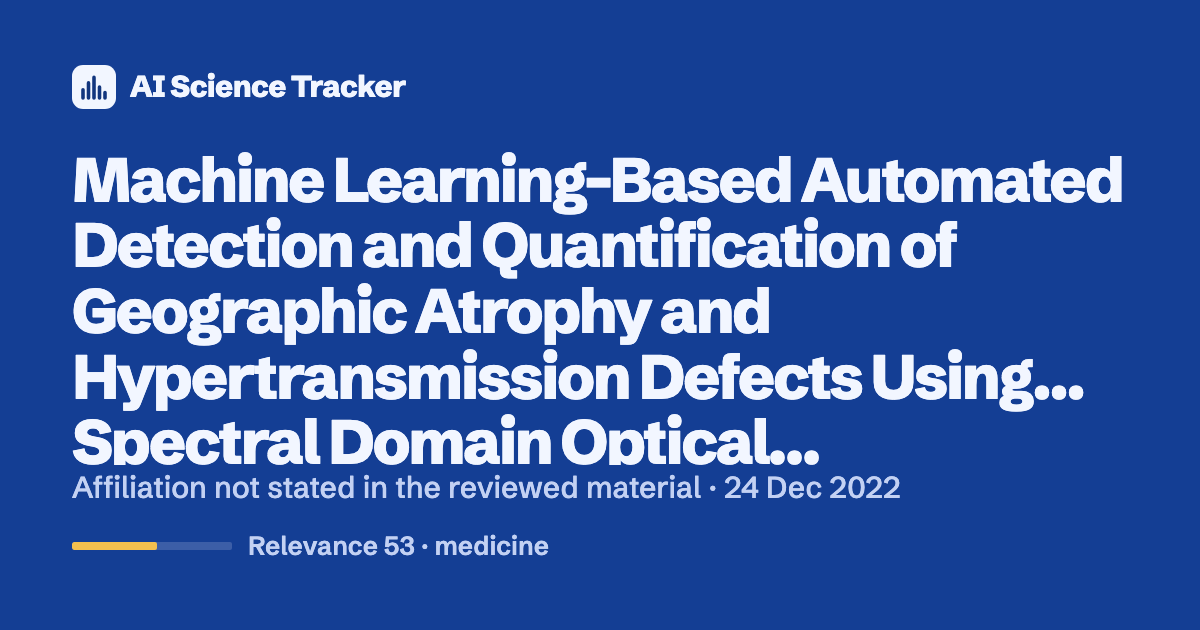 AI Science Tracker
Machine Learning-Based Automated
Detection and Quantification of
Geographic Atrophy and
Hypertransmission Defects Using...
Spectral Domain Optical...
Affiliation not stated in the reviewed material · 24 Dec 2022
Relevance 53 · medicine